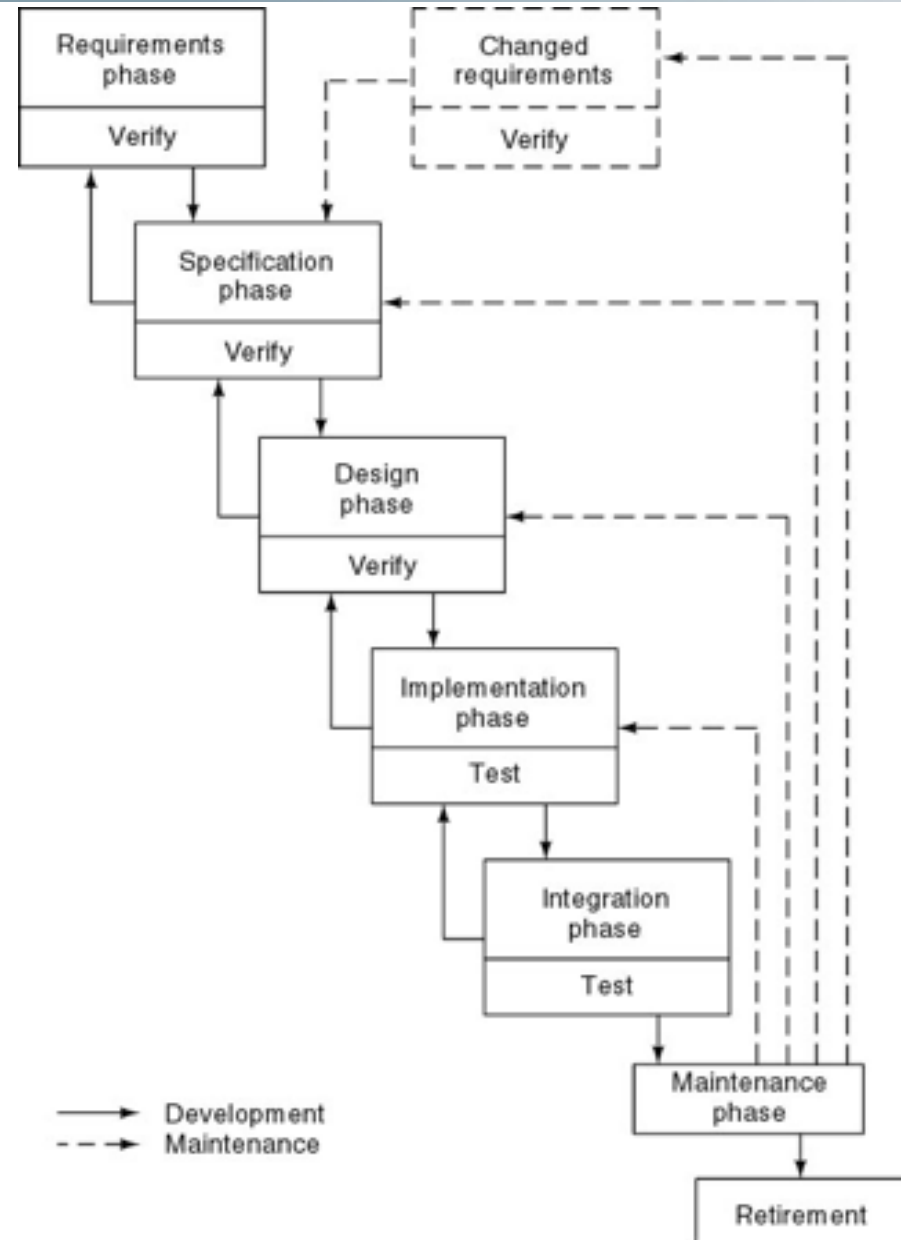 Requirements
phase
Verify
Changed
requirements
Verify
Specification
phase
Verify
Design
phase
Verify
Implementation
phase
Test
Integration
phase
Test
Maintenance
phase
Development
Maintenance
Retirement